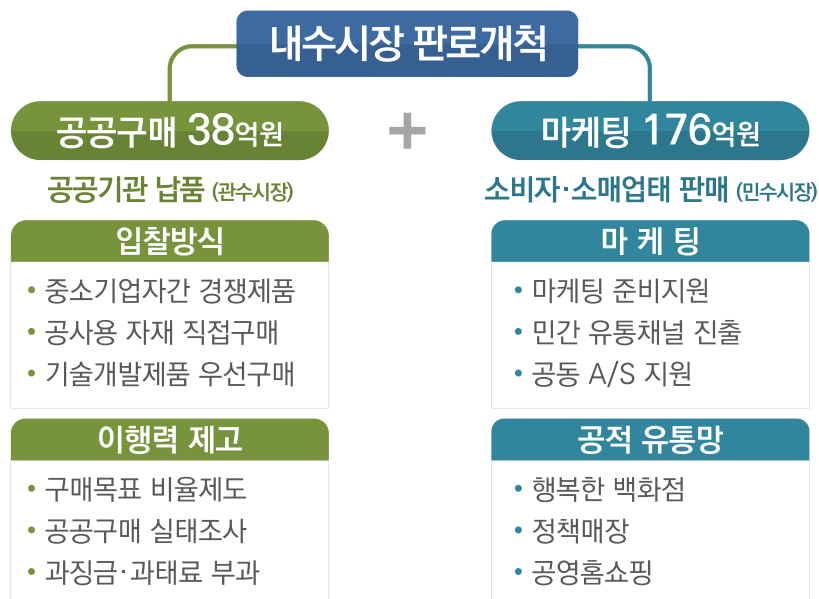 내수시장 판로개척
공공구매 38억원
+
마케팅 176억원
공공기관 납품 (관수시장)
소비자·소매업태 판매 (민수시장)
입찰방식
• 중소기업자간 경쟁제품
• 공사용 자재 직접구매
• 기술개발제품 우선구매
마 케 팅
• 마케팅 준비지원
• 민간 유통채널 진출
• 공동 A/S 지원
이행력 제고
• 구매목표 비율제도
• 공공구매 실태조사
• 과징금·과태료 부과
공적 유통망
• 행복한 백화점
• 정책매장
• 공영홈쇼핑